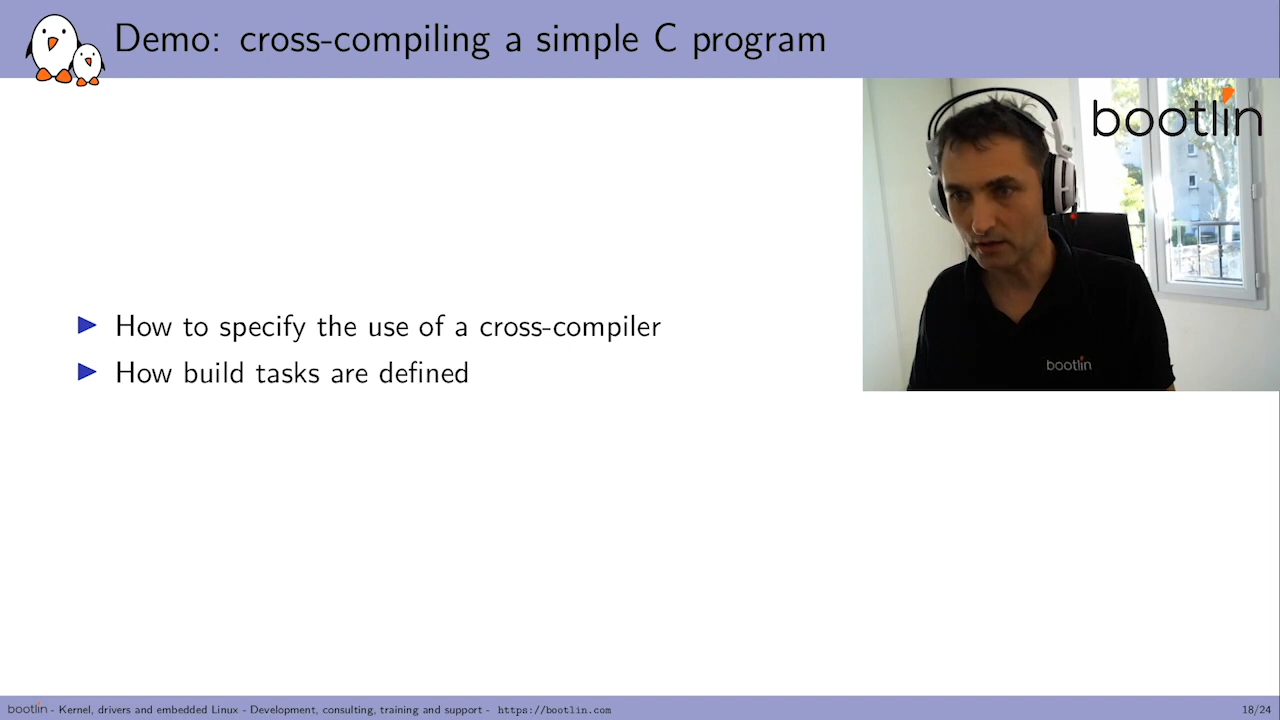 Demo: cross-compiling a simple C program
bootlin
▶ How to specify the use of a cross-compiler
bootlin
▶ How build tasks are defined
bootlin - Kernel, drivers and embedded Linux - Development, consulting, training and support - https://bootlin.com
18/24